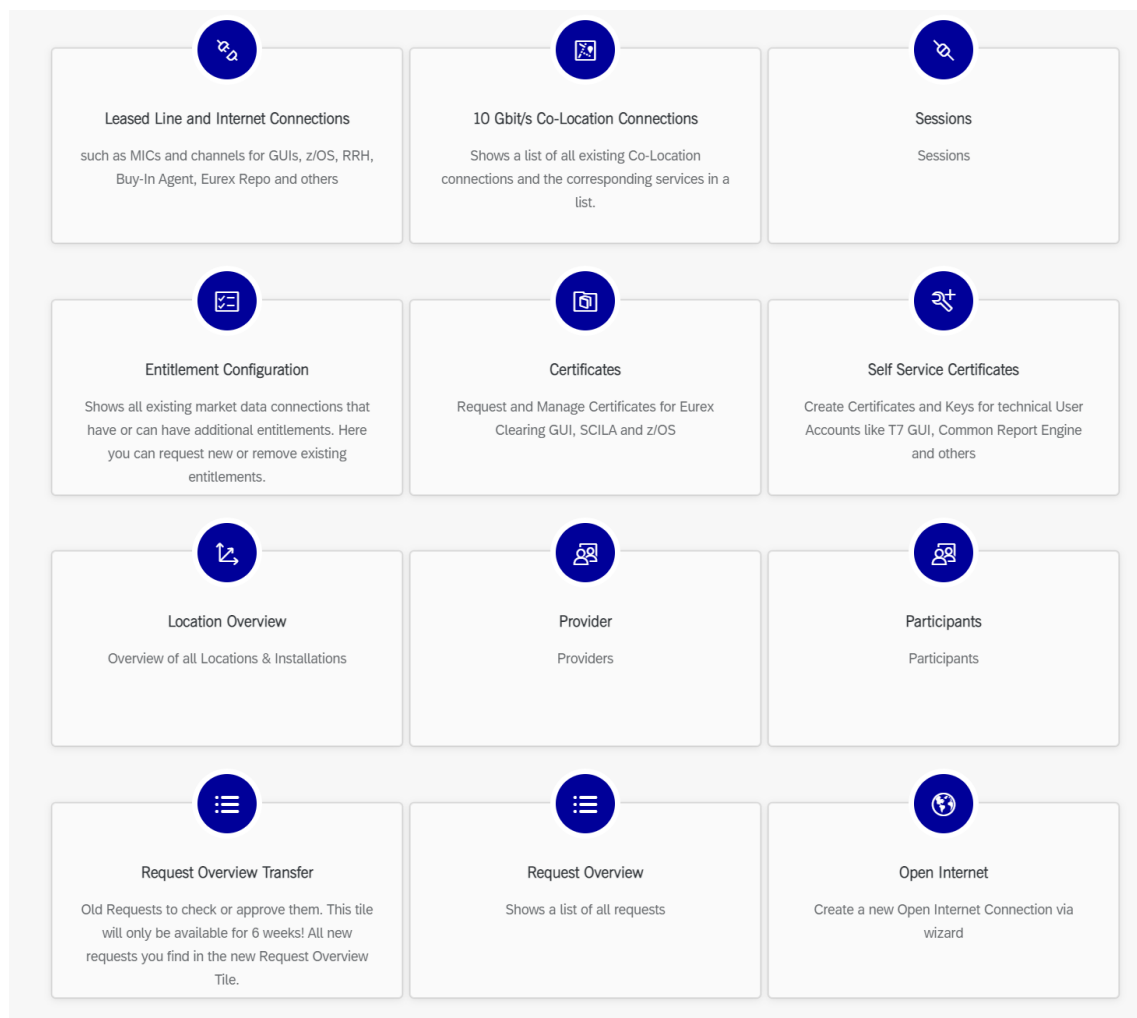 Leased Line and Internet Connections
such as MICs and channels for GUIs, z/OS, RRH,
Buy-In Agent, Eurex Repo and others
10 Gbit/s Co-Location Connections
Shows a list of all existing Co-Location
connections and the corresponding services in a
list.
Sessions
Sessions
Entitlement Configuration
Shows all existing market data connections that
have or can have additional entitlements. Here
you can request new or remove existing
entitlements.
Certificates
Request and Manage Certificates for Eurex
Clearing GUI, SCILA and z/OS
Self Service Certificates
Create Certificates and Keys for technical User
Accounts like T7 GUI, Common Report Engine
and others
Location Overview
Overview of all Locations & Installations
Provider
Providers
Participants
Participants
Request Overview Transfer
Old Requests to check or approve them. This tile
will only be available for 6 weeks! All new
requests you find in the new Request Overview
Tile.
Request Overview
Shows a list of all requests
Open Internet
Create a new Open Internet Connection via
wizard